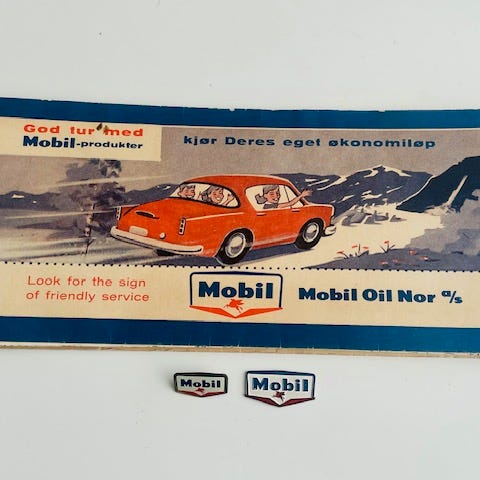 God tur med
Mobil-produkter
kjør Deres eget økonomiløp
Look for the sign
of friendly service
Mobil
Mobil Oil Nor a/s
Mobil
Mobil